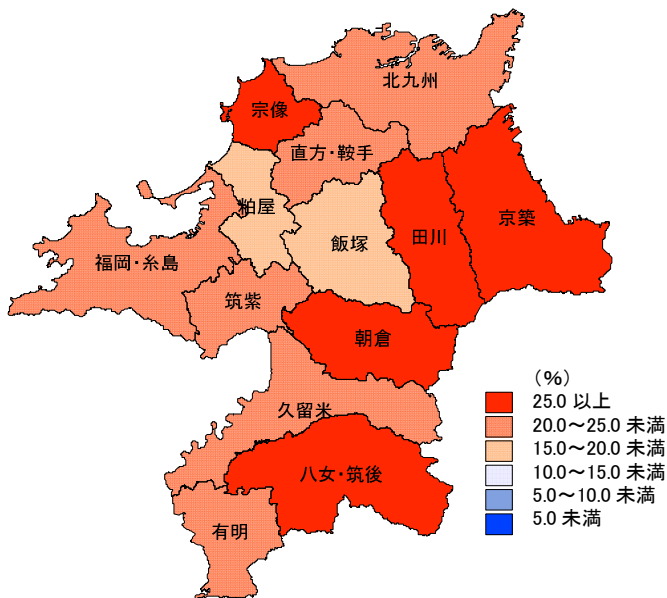 北九州
宗像
直方・鞍手
粕屋
京築
飯塚
田川
福岡・糸島
筑紫
朝倉
久留米
八女・筑後
有明
(%)
25.0 以上
20.0～25.0 未満
15.0～20.0 未満
10.0～15.0 未満
5.0～10.0 未満
5.0 未満